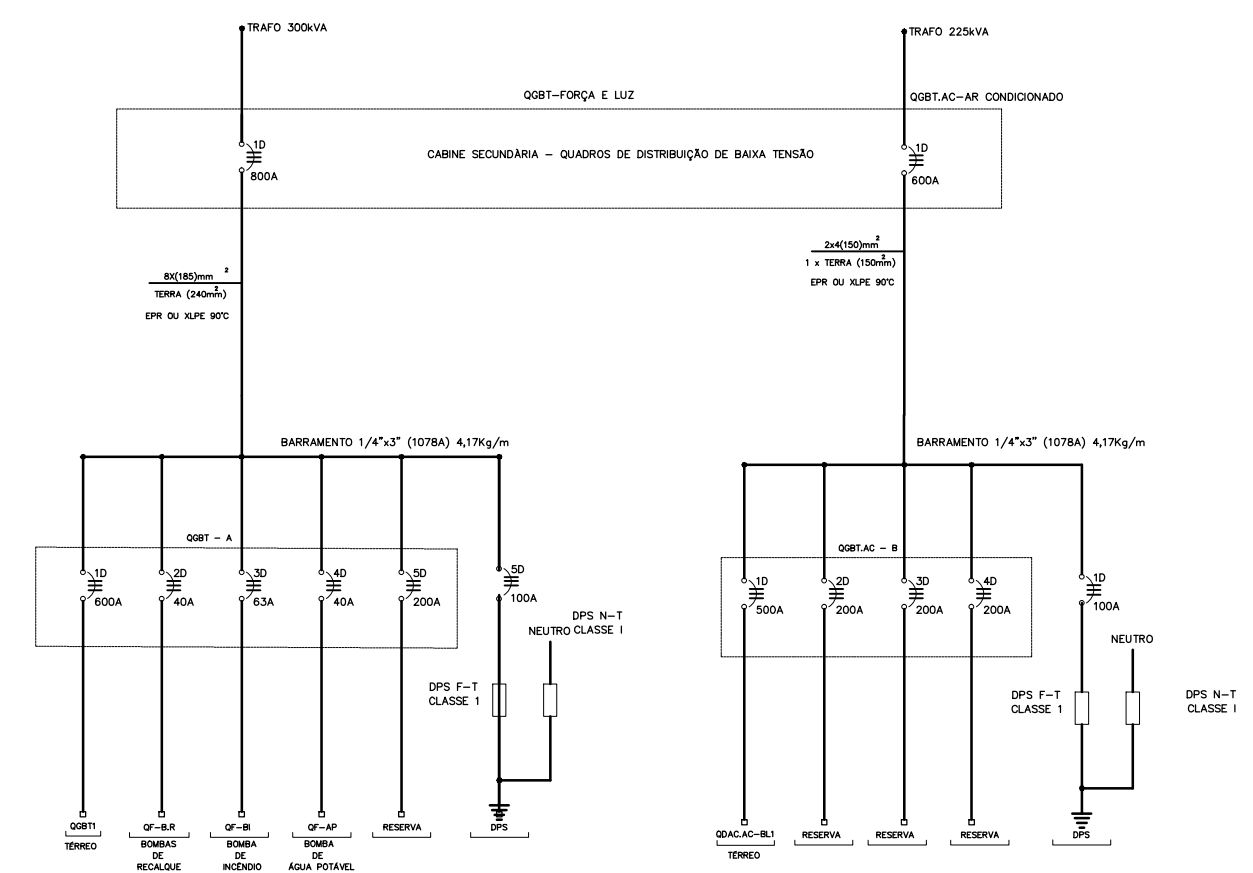 TRAFO 300kVA
TRAFO 225kVA
QGBT-FORÇA E LUZ
QGBT.AC-AR CONDICIONADO
CABINE SECUNDÀRIA - QUADROS DE DISTRIBUIÇÃO DE BAIXA TENSÃO
1D
800A
1D
600A
8X(185)mm²
TERRA (240mm²)
EPR OU XLPE 90°C
2x4(150)mm²
1 x TERRA (150mm²)
EPR OU XLPE 90°C
BARRAMENTO 1/4"x3" (1078A) 4,17Kg/m
BARRAMENTO 1/4"x3" (1078A) 4,17Kg/m
QGBT - A
1D
600A
2D
40A
3D
63A
4D
40A
5D
200A
5D
100A
DPS N-T
NEUTRO CLASSE I
DPS F-T
CLASSE 1
QGBT.AC - B
1D
500A
2D
200A
3D
200A
4D
200A
1D
100A
NEUTRO
DPS F-T
CLASSE 1
DPS N-T
CLASSE I
QGBT1
TÉRREO
QF-B.R
BOMBAS
DE
RECALQUE
QF-BI
BOMBA
DE
INCÊNDIO
QF-AP
BOMBA
DE
ÁGUA POTÁVEL
RESERVA
DPS
QDAC.AC-BL1
TÉRREO
RESERVA
RESERVA
RESERVA
DPS